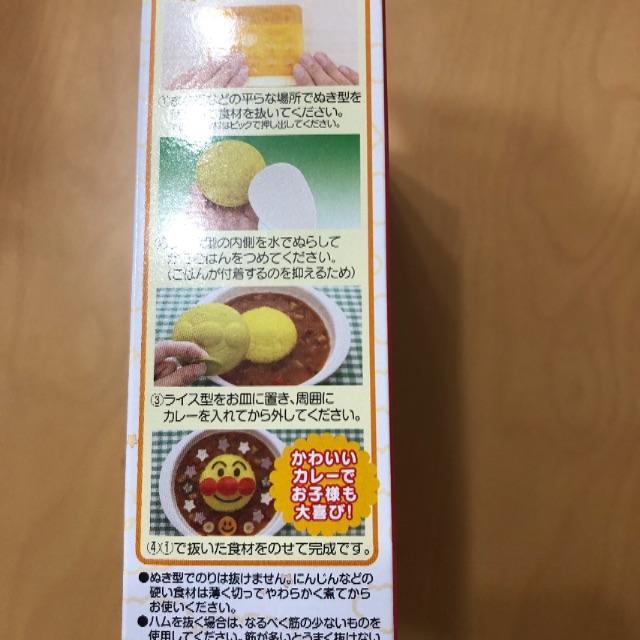 などの平らな場所でぬき型を
食材を抜いてください。
はピックで押し出してください。
の内側を水でぬらして
ごはんをつめてください。
(ごはんが付着するのを抑えるため)
③ライス型をお皿に置き、周囲に
カレーを入れてから外してください。
かわいい
カレーで
お子様も
大喜び!
④①で抜いた食材をのせて完成です。
●ぬき型でのりは抜けません。にんじんなどの
硬い食材は薄く切ってやわらかく煮てから
お使いください。
●ハムを抜く場合は、なるべく筋の少ないものを
使用してください。筋が多いとうまく抜けない